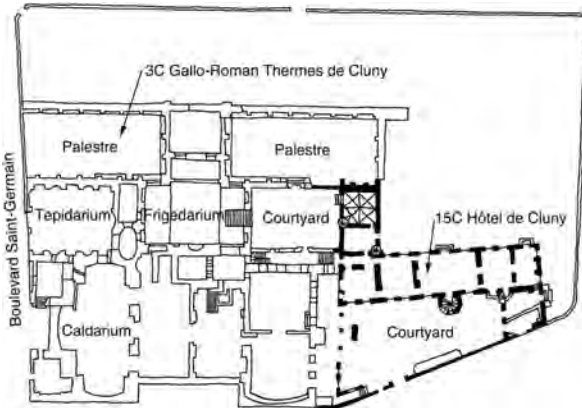 3C Gallo-Roman Thermes de Cluny
Palestre
Palestre
Tepidarium
Frigedarium
Courtyard
15C Hôtel de Cluny
Boulevard Saint-Germain
Caldarium
Courtyard